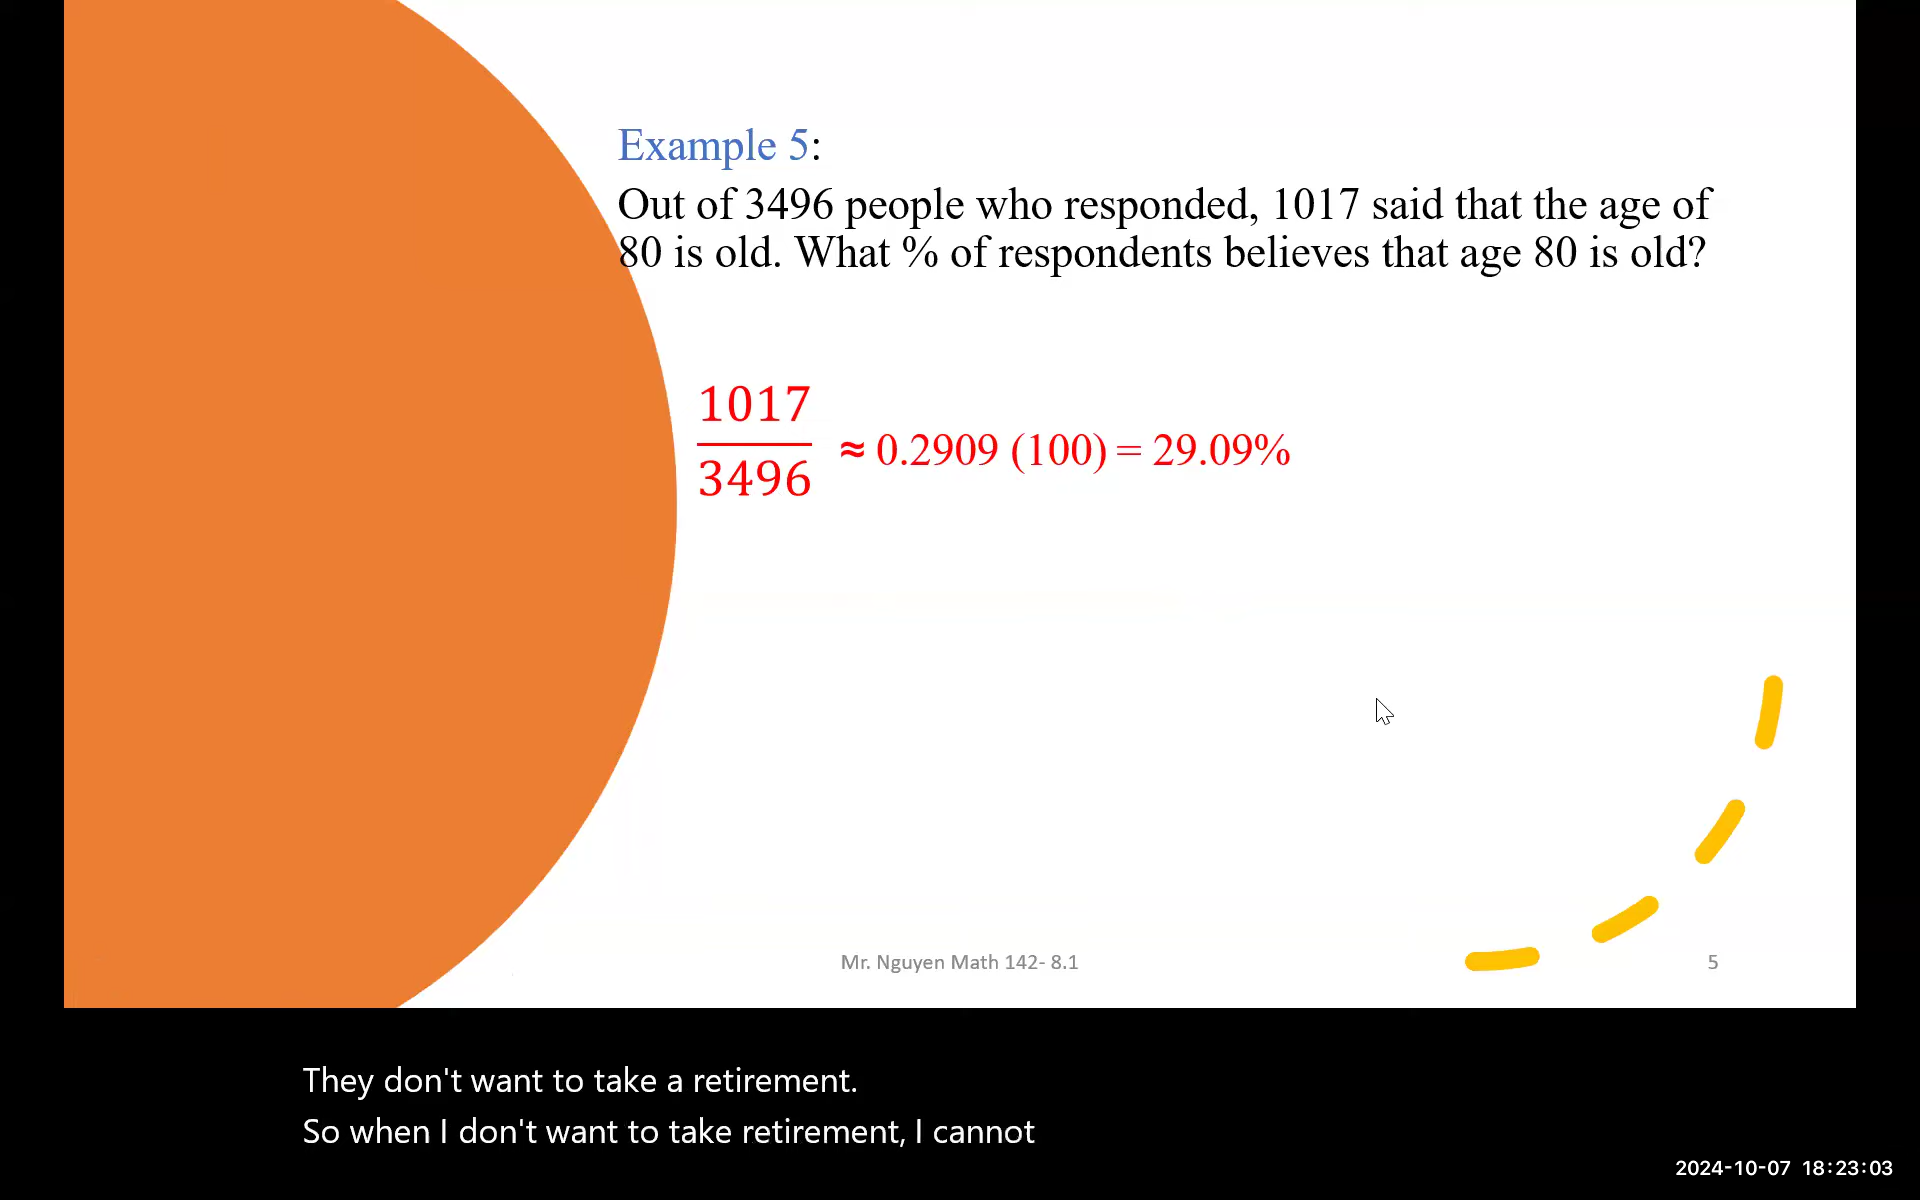 Example 5:
Out of 3496 people who responded, 1017 said that the age of
80 is old. What % of respondents believes that age 80 is old?
1017
3496
≈ 0.2909 (100) = 29.09%
Mr. Nguyen Math 142- 8.1
5
They don't want to take a retirement.
So when I don't want to take retirement, I cannot
2024-10-07 18:23:03